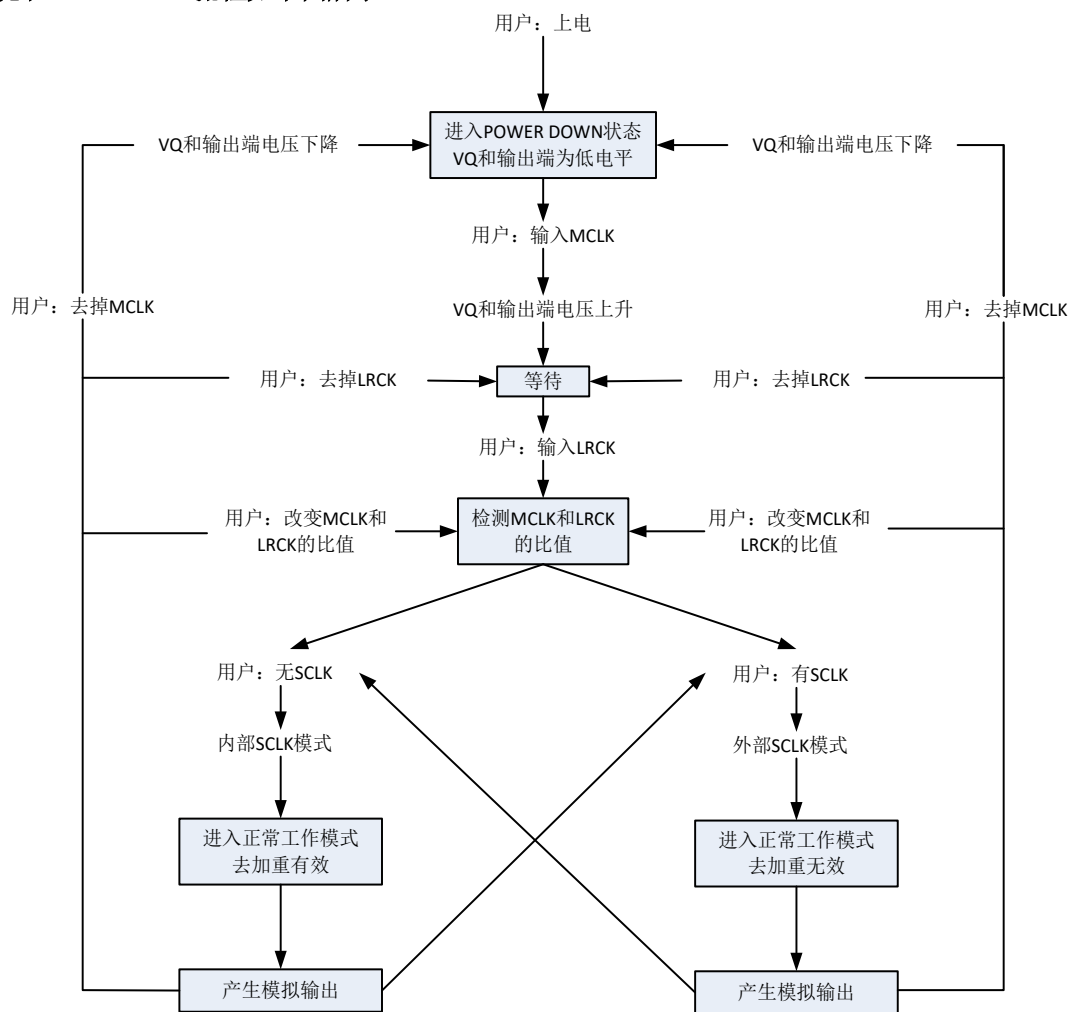 用户：上电
进入POWER DOWN状态
VQ和输出端为低电平
VQ和输出端电压下降
VQ和输出端电压下降
用户：输入MCLK
用户：去掉MCLK
VQ和输出端电压上升
用户：去掉MCLK
用户：去掉LRCK
等待
用户：去掉LRCK
用户：输入LRCK
用户：改变MCLK和
LRCK的比值
检测MCLK和LRCK
的比值
用户：改变MCLK和
LRCK的比值
用户：无SCLK
用户：有SCLK
内部SCLK模式
外部SCLK模式
进入正常工作模式
去加重有效
进入正常工作模式
去加重无效
产生模拟输出
产生模拟输出